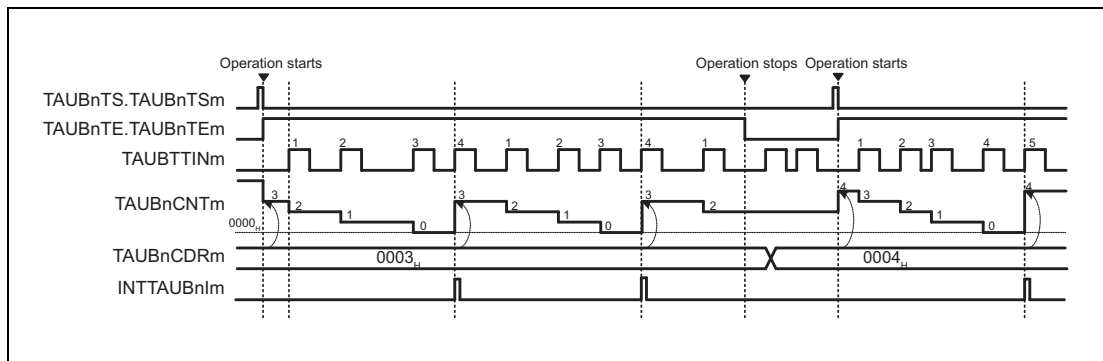 Operation starts Operation stops Operation starts
TAUBnTS.TAUBnTSm
TAUBnTE.TAUBnTEm
1 2 3 4 1 2 3 4 1 1 2 3 4 5
TAUBTTINm
3 2 1 0 3 2 1 0 3 2 4 3 2 1 0 4
TAUBnCNTm
0000H
TAUBnCDRm
0003H 0004H
INTTAUBnIm